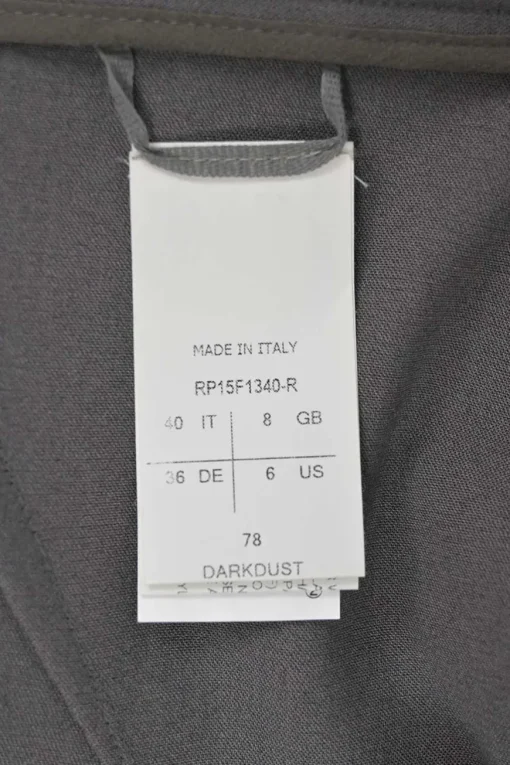 MADE IN ITALY
RP15F1340-R
40 IT 8 GB
36 DE 6 US
78
DARKDUST